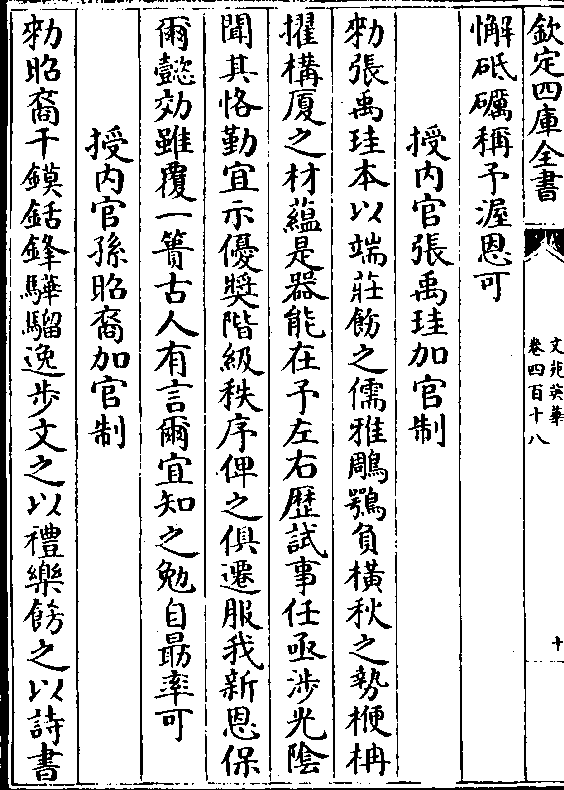 欽定四庫全書
文苑英華
卷四百十八
十
懈砥礪稱予渥恩可
授内官張禹珪加官制
勑張禹珪本以端莊飭之儒雅鵰鶚負橫秋之勢楩柟
擢構厦之材蘊是器能在予左右歴試事任亟渉光隂
聞其恪勤宜示優奬階級秩序俾之俱遷服我新恩保
爾懿効雖覆一簣古人有言爾宜知之勉自勗率可
授内官孫昭裔加官制
勑昭裔干鏌銛鋒驊騮逸步文之以禮樂飭之以詩書